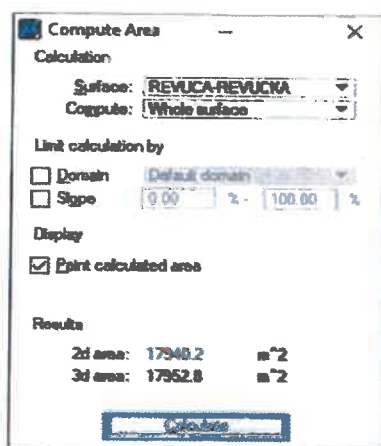 Compute Area
Calculation
Surface: REVUCA-REVUCKA
Compute: Whole surface
Limit calculation by
Domain Default domain
Slope 0.00 % - 100.00 %
Display
Paint calculated area
Results
2d area: 17940.2 m^2
3d area: 17952.8 m^2
Calculate